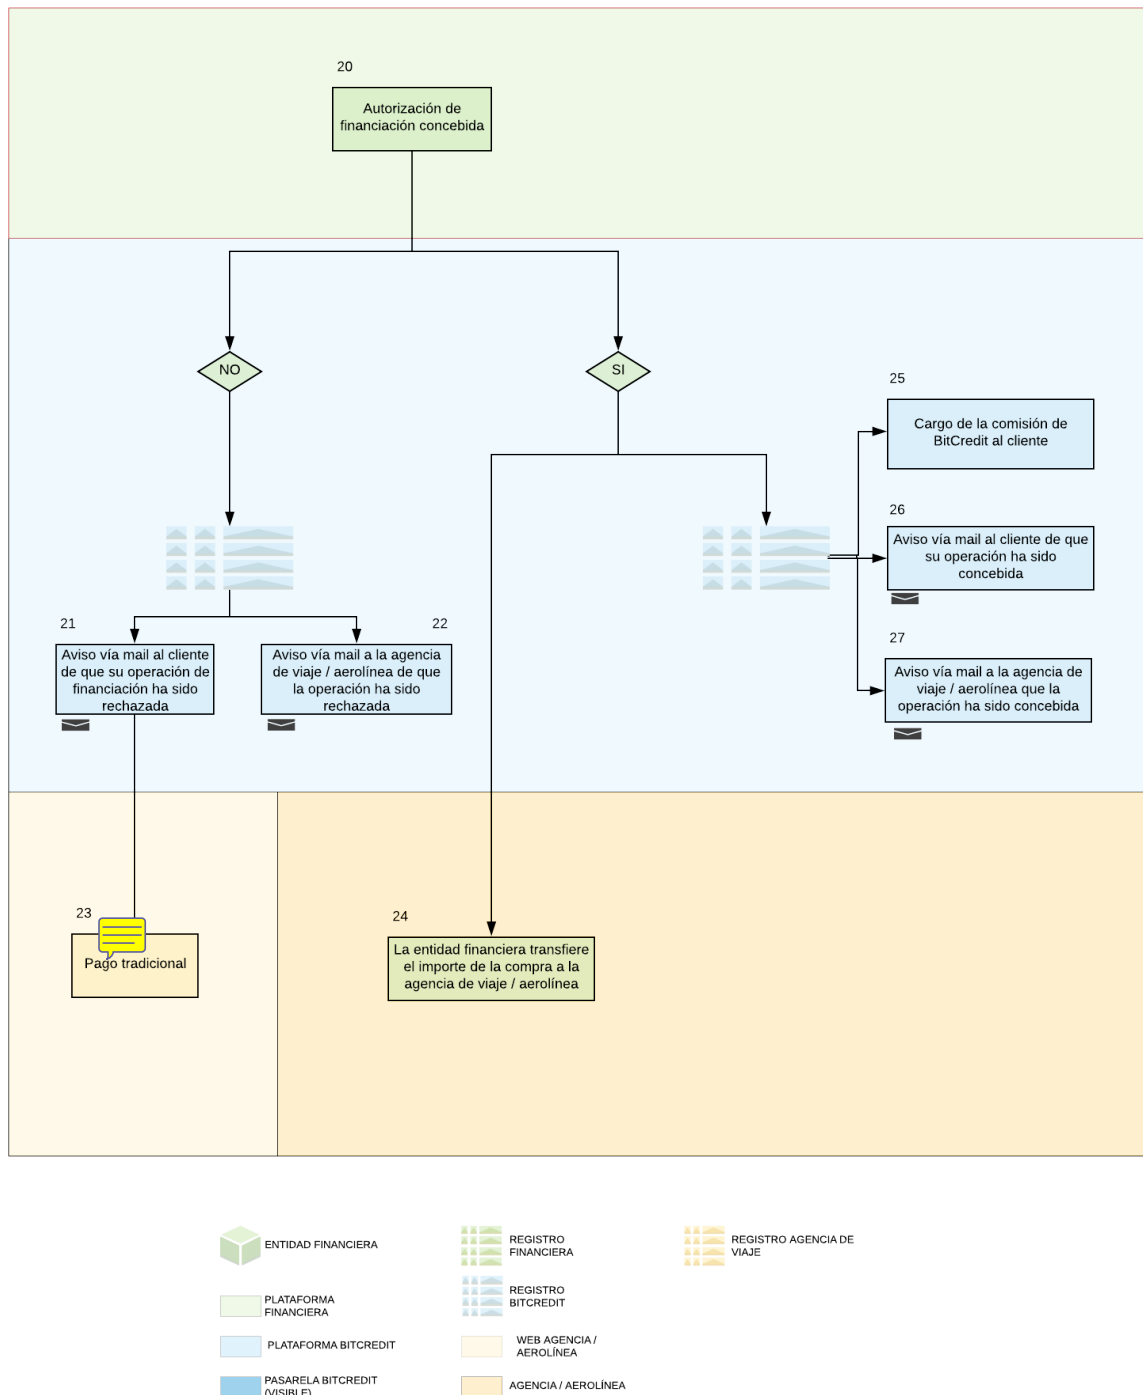 20
Autorización de
financiación concebida
NO
SI
25
Cargo de la comisión de
BitCredit al cliente
26
Aviso vía mail al cliente de que
su operación ha sido
concebida
21
Aviso vía mail al cliente
de que su operación de
financiación ha sido
rechazada
22
Aviso vía mail a la agencia
de viaje / aerolínea de que
la operación ha sido
rechazada
27
Aviso vía mail a la agencia de
viaje / aerolínea que la
operación ha sido concebida
23
Pago tradicional
24
La entidad financiera transfiere
el importe de la compra a la
agencia de viaje / aerolínea
ENTIDAD FINANCIERA
REGISTRO
FINANCIERA
REGISTRO AGENCIA DE
VIAJE
PLATAFORMA
FINANCIERA
REGISTRO
BITCREDIT
PLATAFORMA BITCREDIT
WEB AGENCIA /
AEROLÍNEA
PASARELA BITCREDIT
(VISIBLE)
AGENCIA / AEROLÍNEA